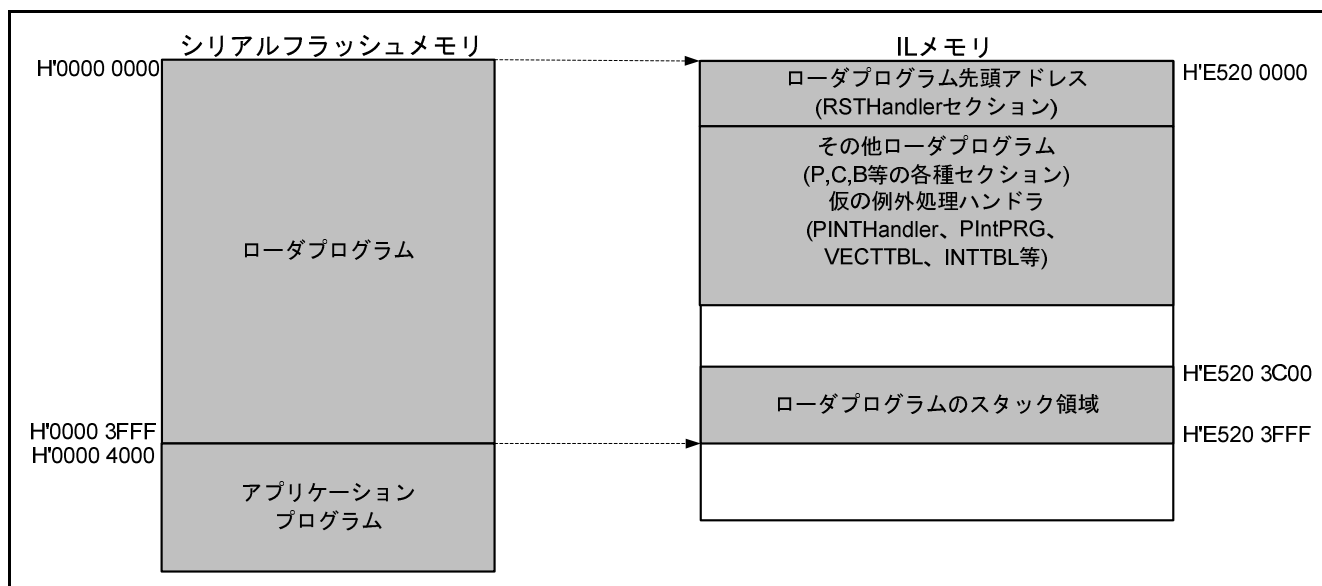 シリアルフラッシュメモリ
ILメモリ
H'0000 0000
H'E520 0000
ローダプログラム先頭アドレス
(RSTHandlerセクション)
その他ローダプログラム
(P,C,B等の各種セクション)
仮の例外処理ハンドラ
(PINTHandler、PIntPRG、
VECTTBL、INTTBL等)
ローダプログラム
H'E520 3C00
ローダプログラムのスタック領域
H'0000 3FFF
H'E520 3FFF
H'0000 4000
アプリケーション
プログラム